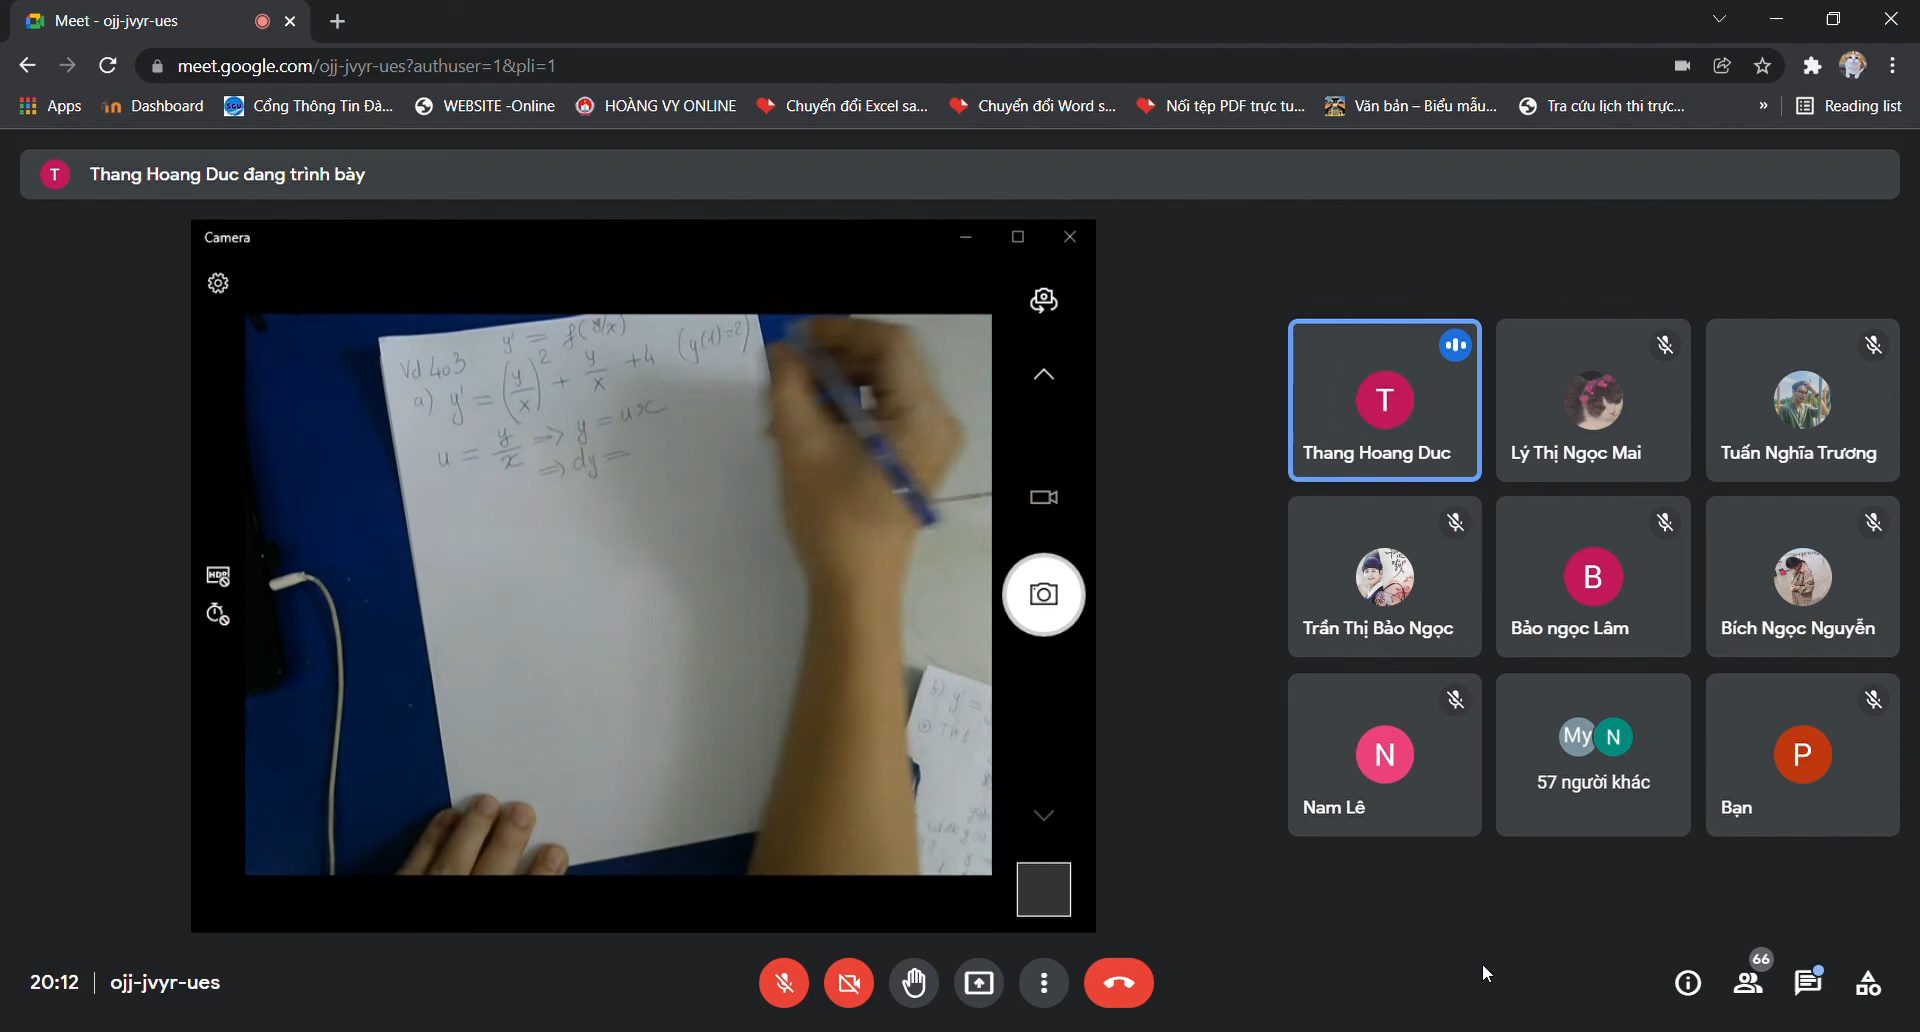 Meet - ojj-jvyr-ues
meet.google.com/ojj-jvyr-ues?authuser=1&pli=1
Apps
Dashboard
Cổng Thông Tin Đà...
WEBSITE -Online
HOÀNG VY ONLINE
Chuyển đổi Excel sa...
Chuyển đổi Word s...
Nối tệp PDF trực tu...
Văn bản – Biểu mẫu...
Tra cứu lịch thi trực...
»
Reading list
T
Thang Hoang Duc đang trình bày
Camera
y' = f(y/x)
Vd 403
a) y' = (y/x)² + y/x + 4 (y(1)=2)
u = y/x ⇒ y = ux
⇒ dy =
b) y' =
TH1
T
Thang Hoang Duc
Lý Thị Ngọc Mai
Tuấn Nghĩa Trương
Trần Thị Bảo Ngọc
B
Bảo ngọc Lâm
Bích Ngọc Nguyễn
N
Nam Lê
My
N
57 người khác
P
Bạn
20:12
ojj-jvyr-ues
66